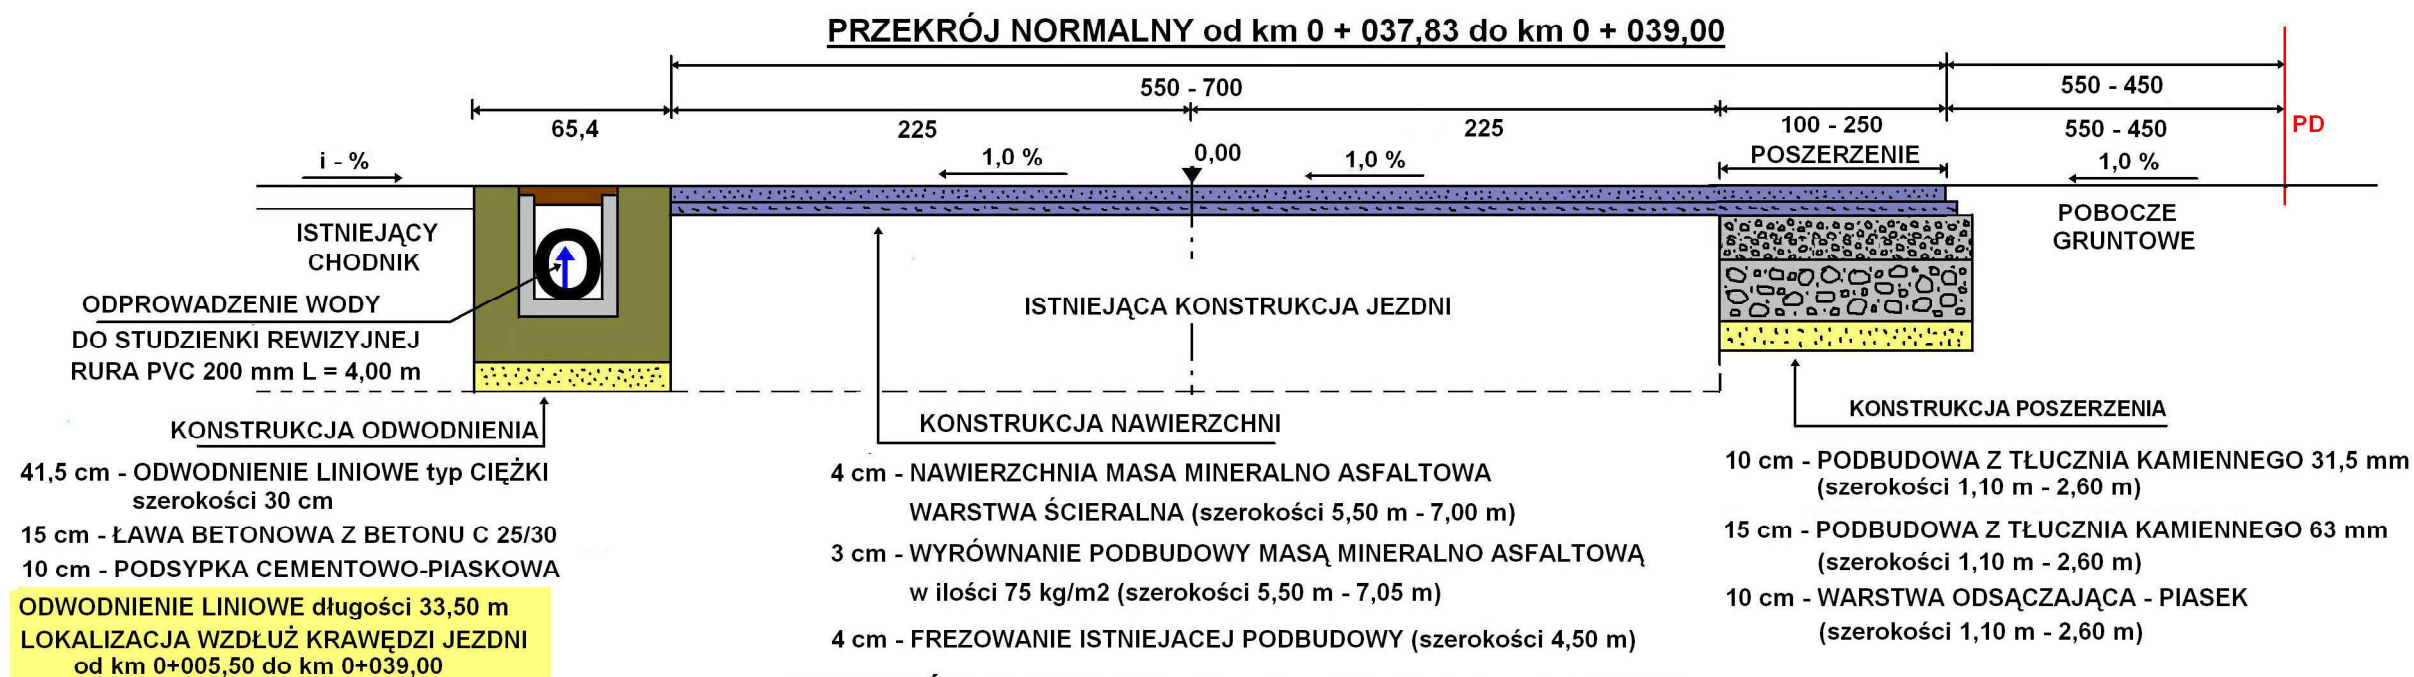 PRZEKRÓJ NORMALNY od km 0 + 037,83 do km 0 + 039,00
550 - 700
550 - 450
65,4
225
225
100 - 250
550 - 450
PD
i - %
1,0 %
0,00
1,0 %
POSZERZENIE
1,0 %
ISTNIEJĄCY
CHODNIK
POBOCZE
GRUNTOWE
ODPROWADZENIE WODY
DO STUDZIENKI REWIZYJNEJ
RURA PVC 200 mm L = 4,00 m
ISTNIEJĄCA KONSTRUKCJA JEZDNI
KONSTRUKCJA ODWODNIENIA
41,5 cm - ODWODNIENIE LINIOWE typ CIĘŻKI
szerokości 30 cm
15 cm - ŁAWA BETONOWA Z BETONU C 25/30
10 cm - PODSYPKA CEMENTOWO-PIASKOWA
ODWODNIENIE LINIOWE długości 33,50 m
LOKALIZACJA WZDŁUŻ KRAWĘDZI JEZDNI
od km 0+005,50 do km 0+039,00
KONSTRUKCJA NAWIERZCHNI
4 cm - NAWIERZCHNIA MASA MINERALNO ASFALTOWA
WARSTWA ŚCIERALNA (szerokości 5,50 m - 7,00 m)
3 cm - WYRÓWNANIE PODBUDOWY MASĄ MINERALNO ASFALTOWĄ
w ilości 75 kg/m2 (szerokości 5,50 m - 7,05 m)
4 cm - FREZOWANIE ISTNIEJACEJ PODBUDOWY (szerokości 4,50 m)
KONSTRUKCJA POSZERZENIA
10 cm - PODBUDOWA Z TŁUCZNIA KAMIENNEGO 31,5 mm
(szerokości 1,10 m - 2,60 m)
15 cm - PODBUDOWA Z TŁUCZNIA KAMIENNEGO 63 mm
(szerokości 1,10 m - 2,60 m)
10 cm - WARSTWA ODSĄCZAJĄCA - PIASEK
(szerokości 1,10 m - 2,60 m)